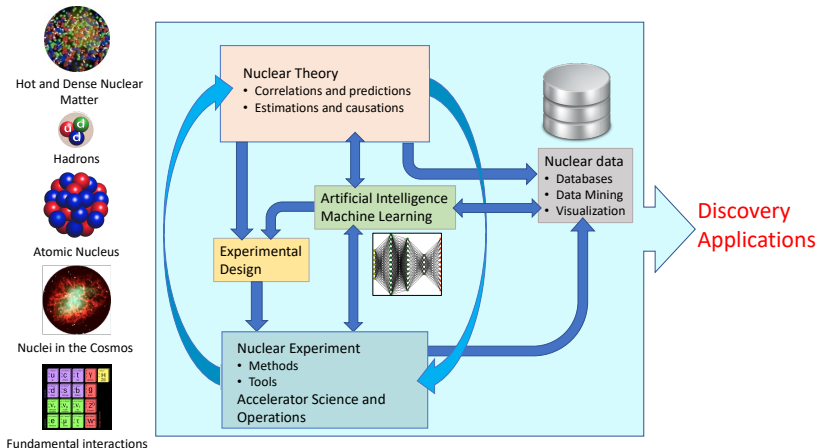 Hot and Dense Nuclear
Matter
Hadrons
Atomic Nucleus
Nuclei in the Cosmos
Fundamental interactions
u
d
u
u c t γ H
d s b g
ν ν ν Z
e μ τ W
Nuclear Theory
• Correlations and predictions
• Estimations and causations
Nuclear data
• Databases
• Data Mining
• Visualization
Artificial Intelligence
Machine Learning
Experimental
Design
Nuclear Experiment
• Methods
• Tools
Accelerator Science and
Operations
Discovery
Applications